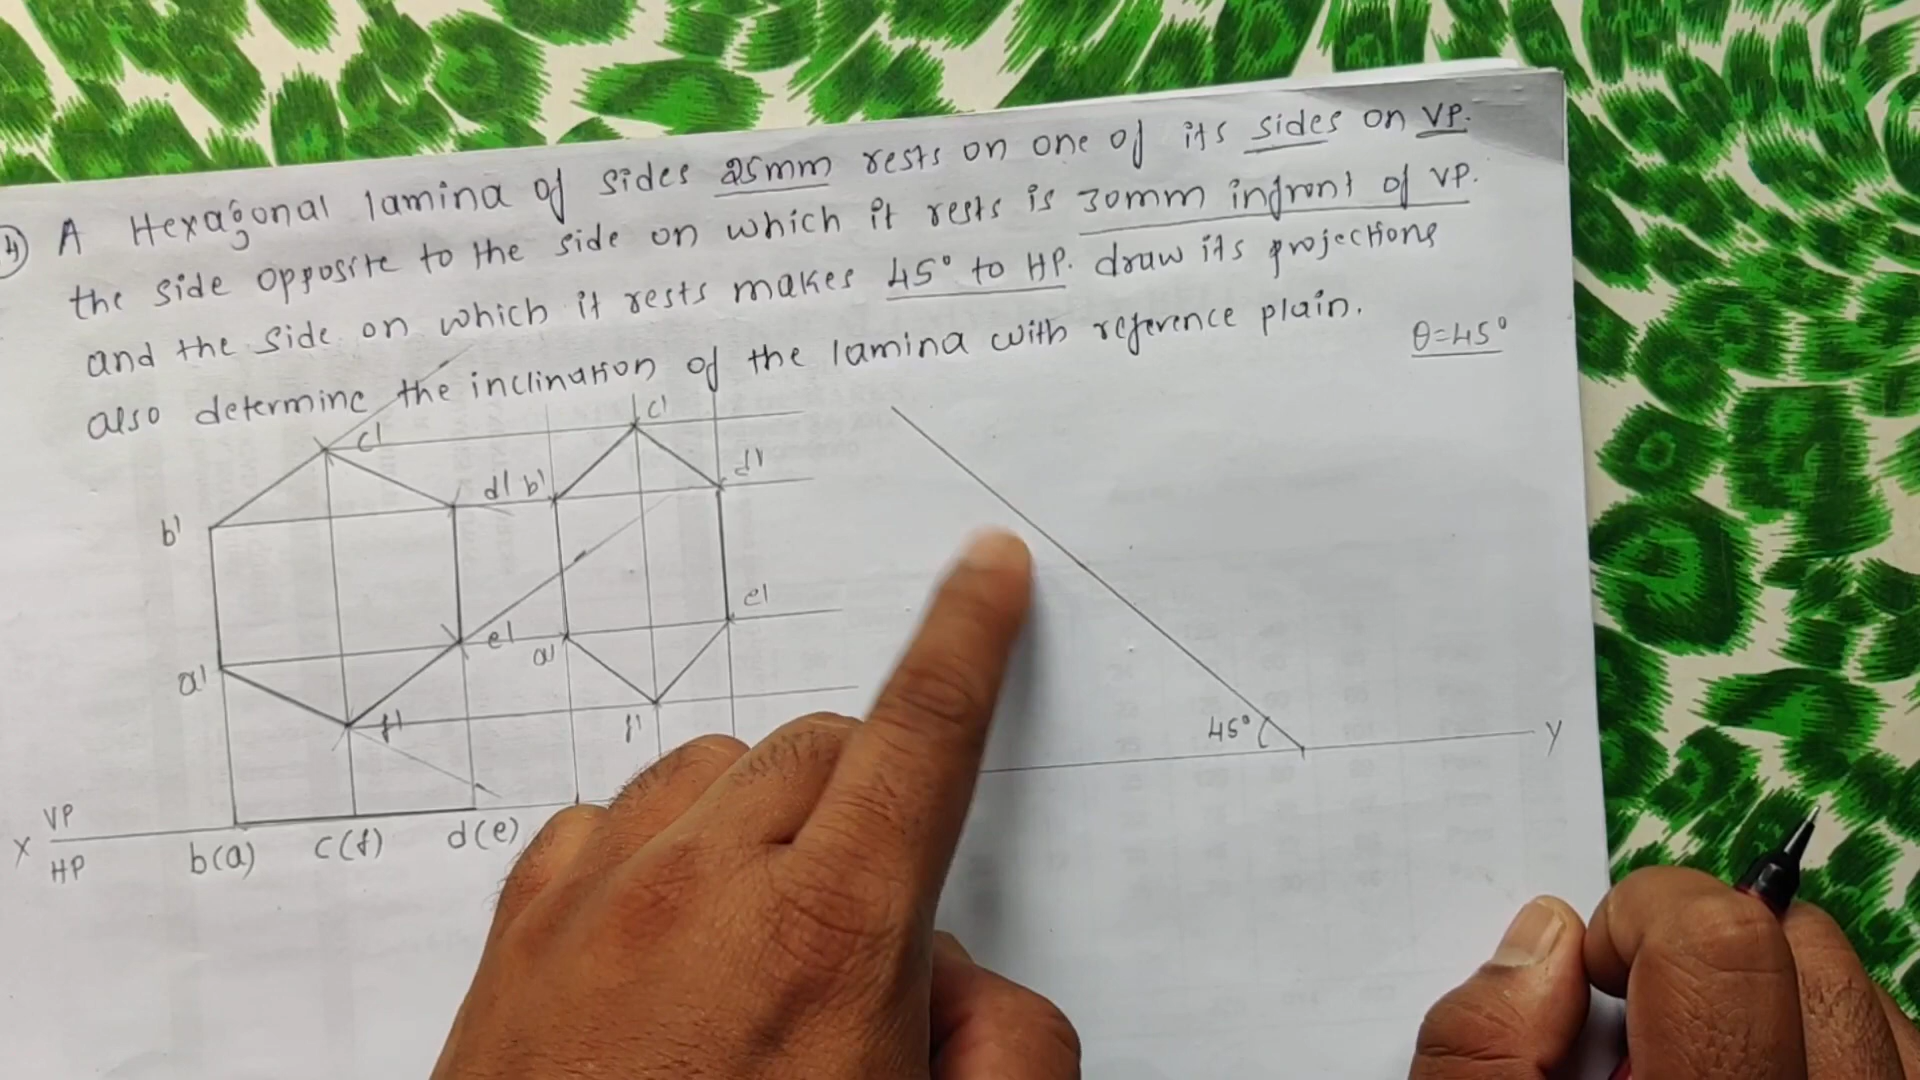 4) A Hexagonal lamina of sides 25mm rests on one of its sides on VP.
the side opposite to the side on which it rests is 30mm infront of VP.
and the side on which it rests makes 45° to HP. draw its projections
also determine the inclination of the lamina with reference plain.
θ=45°
c' c'
d' b' d'
b'
e' a' e'
a'
f' f'
45°
X VP Y
HP
b(a) c(f) d(e)